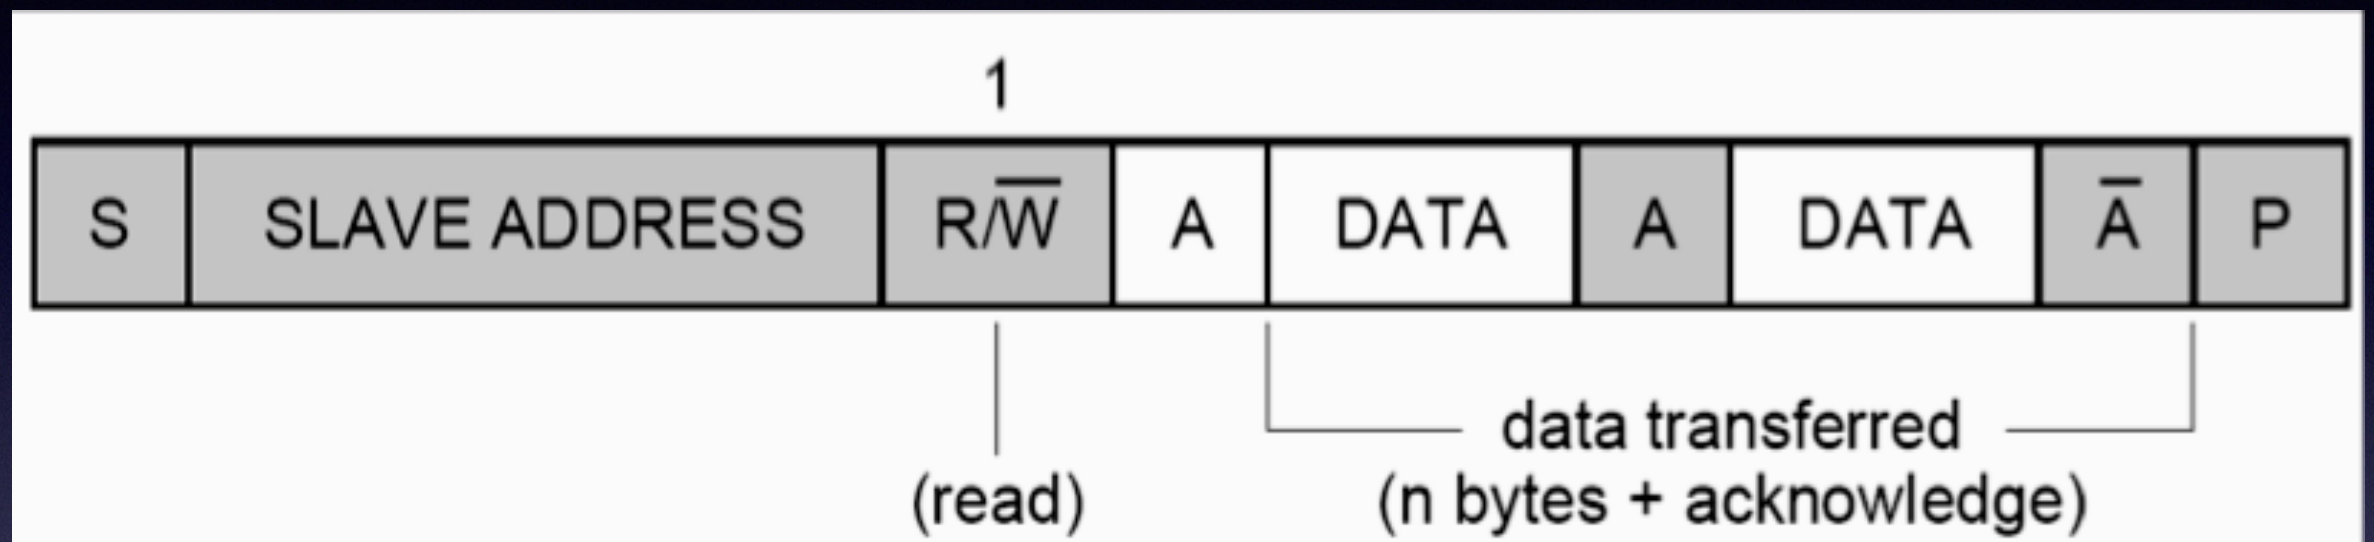 1
S SLAVE ADDRESS R/W̅ A DATA A DATA A̅ P
data transferred
(read) (n bytes + acknowledge)